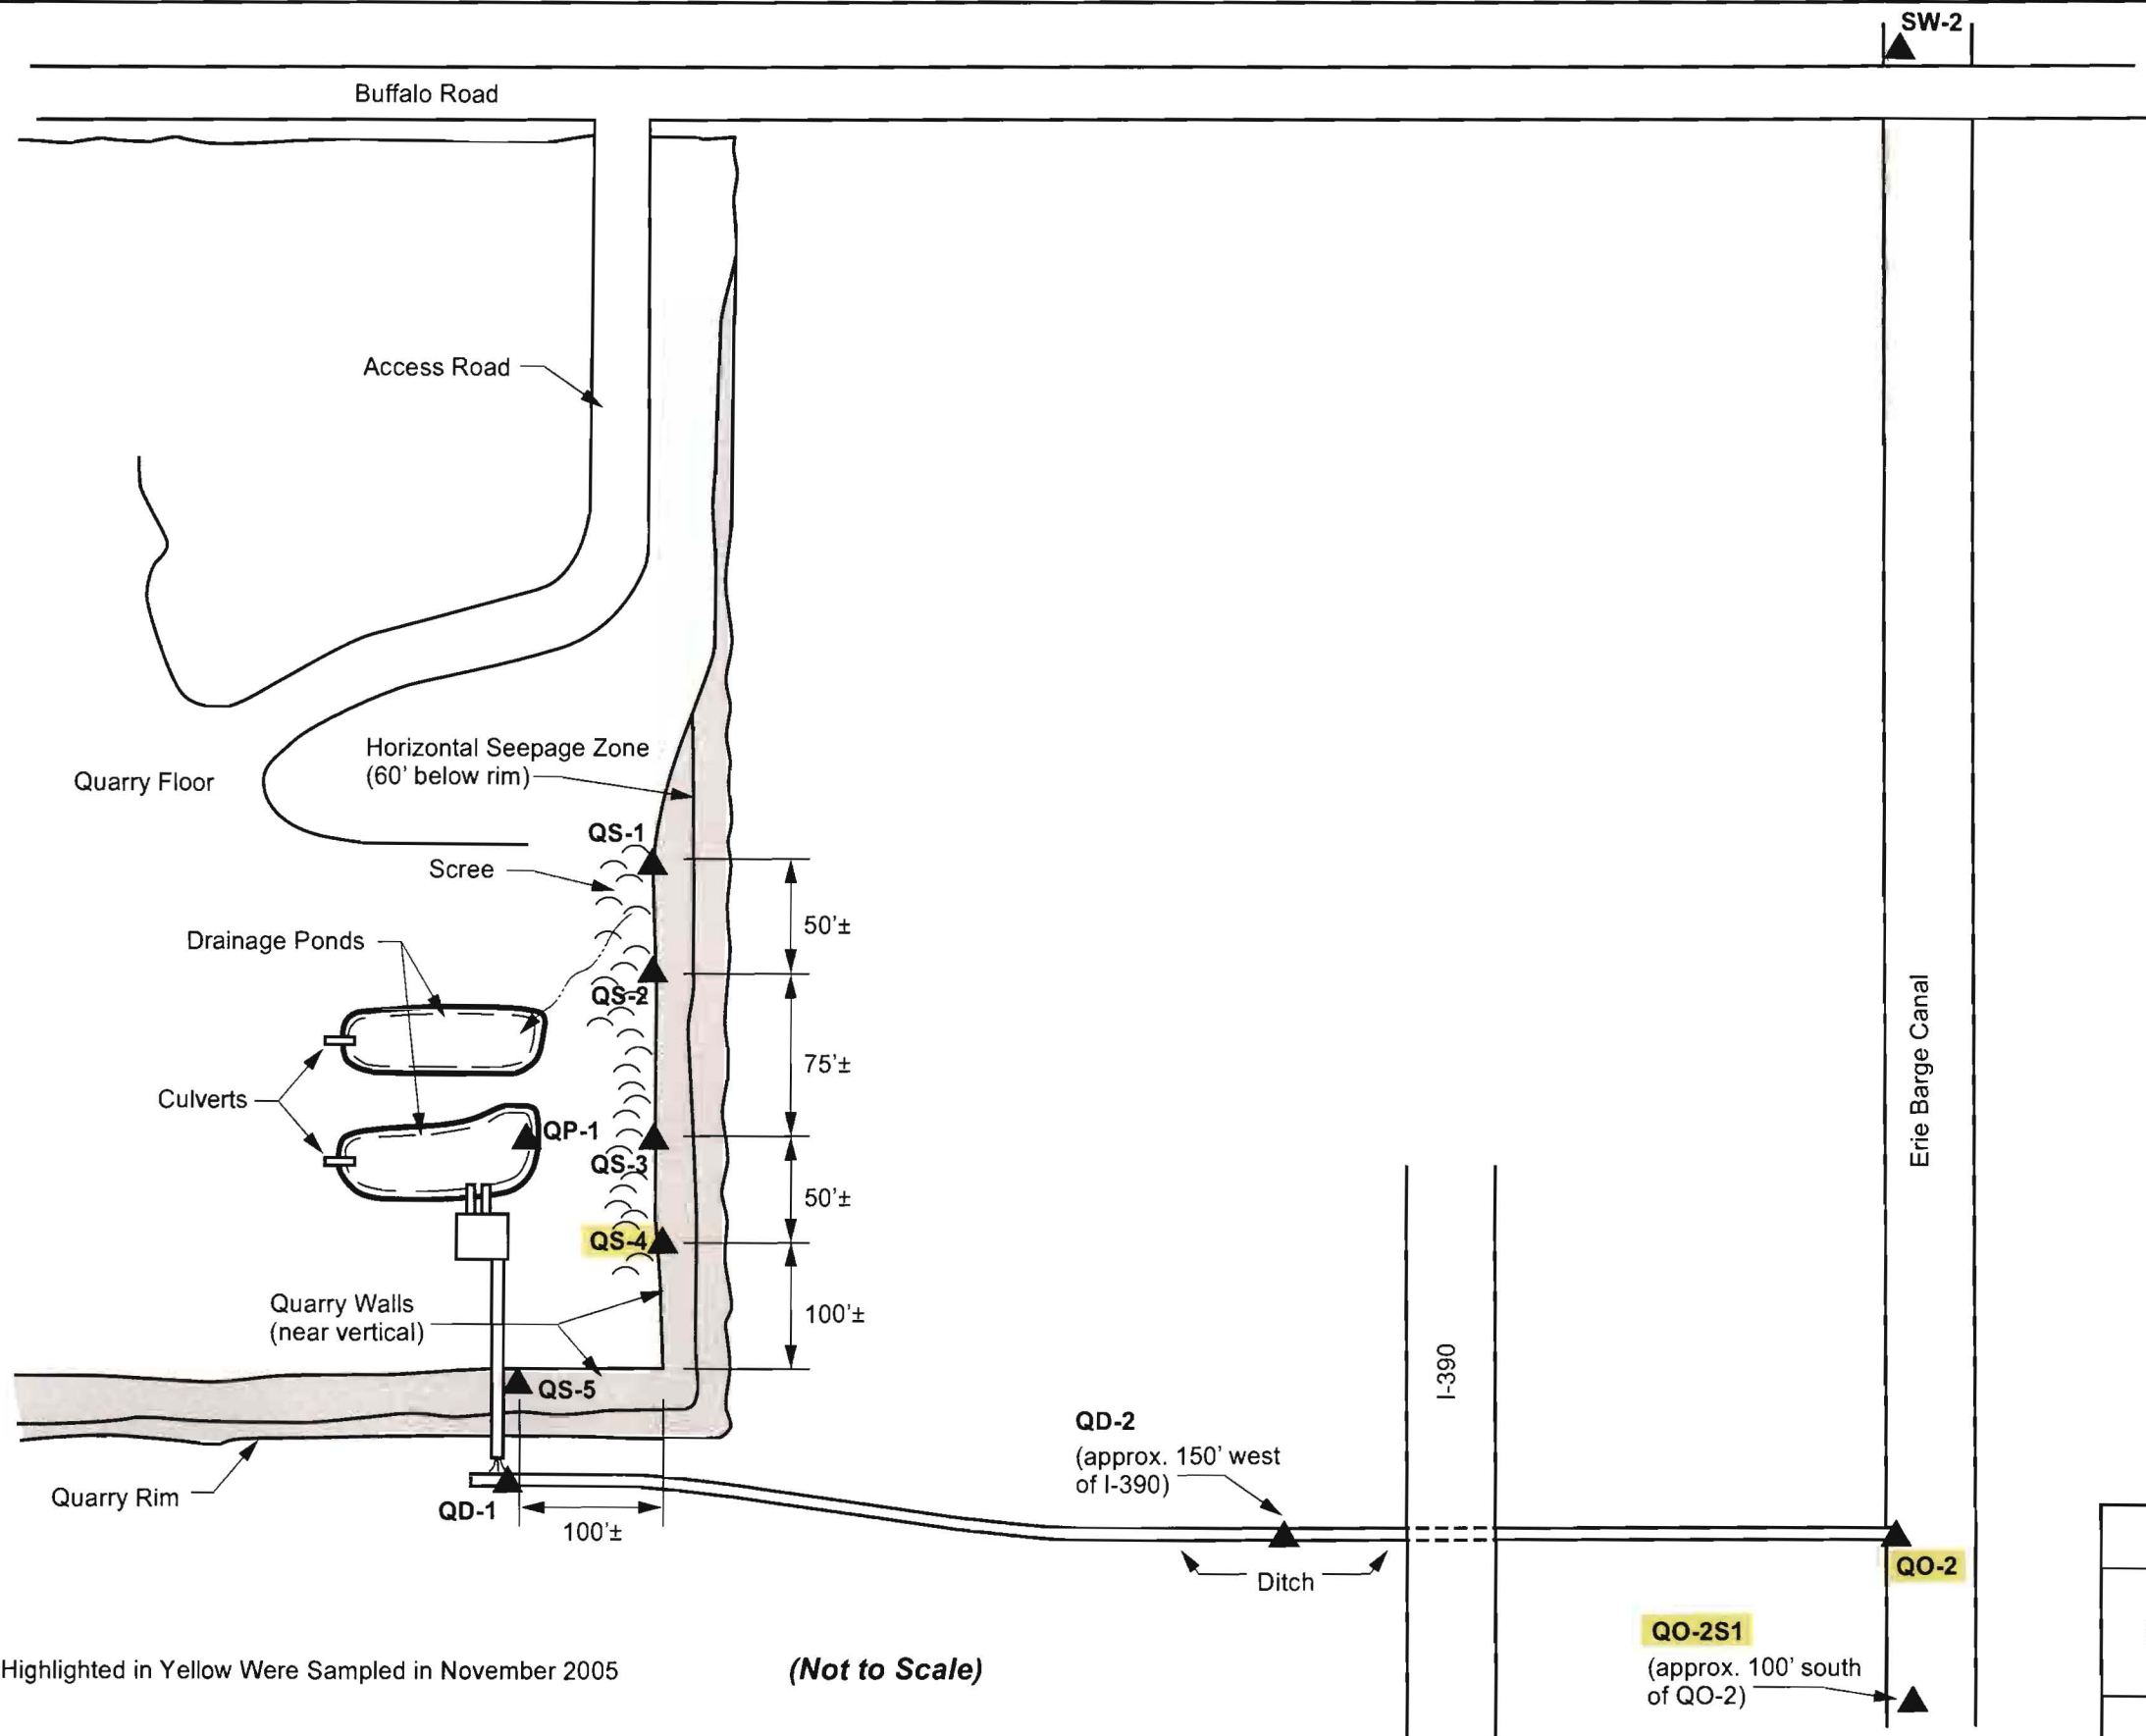 SW-2
Buffalo Road
Access Road
Horizontal Seepage Zone
(60' below rim)
Quarry Floor
QS-1
Scree
50'±
Drainage Ponds
QS-2
75'±
Culverts
QP-1
QS-3
50'±
QS-4
Quarry Walls
(near vertical)
100'±
QS-5
Quarry Rim
QD-1
100'±
QD-2
(approx. 150' west
of I-390)
Ditch
I-390
Erie Barge Canal
QO-2
QO-2S1
(approx. 100' south
of QO-2)
Highlighted in Yellow Were Sampled in November 2005
(Not to Scale)